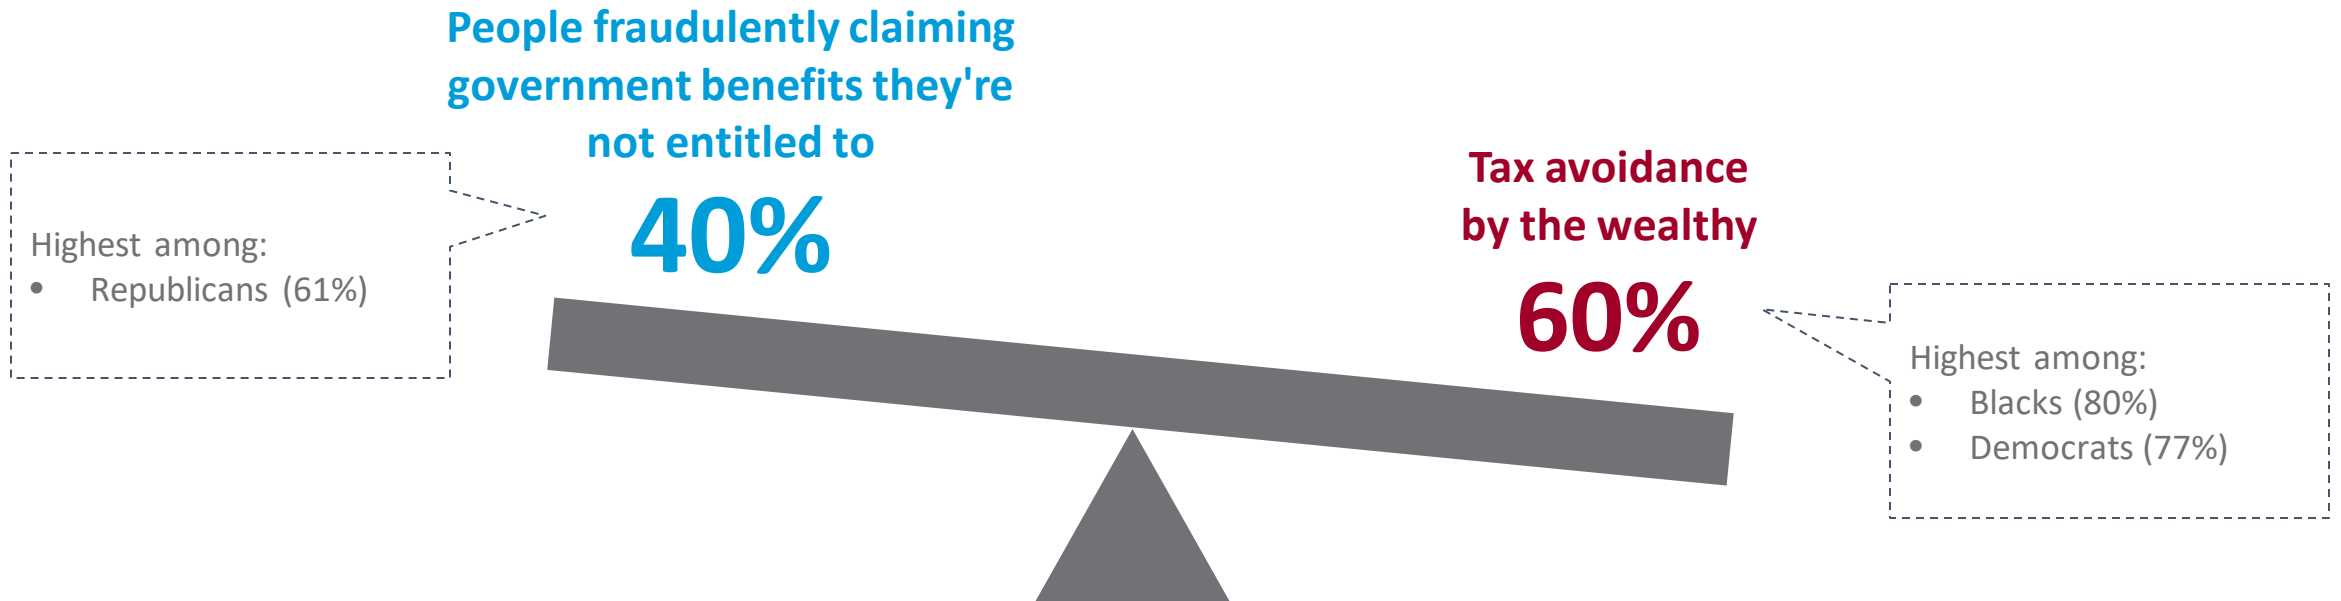 People fraudulently claiming
government benefits they're
not entitled to
40%
Highest among:
• Republicans (61%)
Tax avoidance
by the wealthy
60%
Highest among:
• Blacks (80%)
• Democrats (77%)